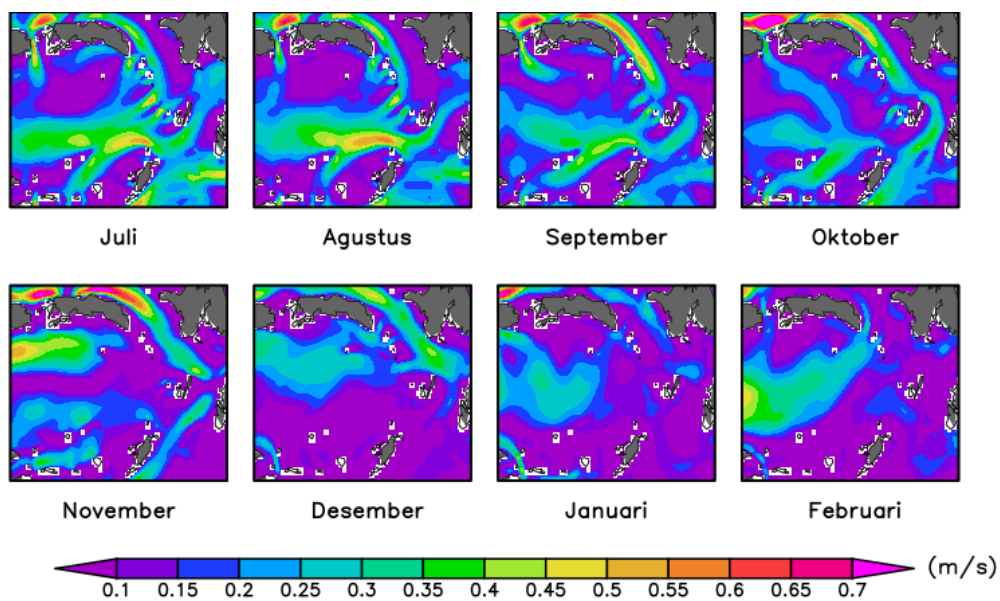 Juli Agustus September Oktober
November Desember Januari Februari
(m/s)
0.1 0.15 0.2 0.25 0.3 0.35 0.4 0.45 0.5 0.55 0.6 0.65 0.7